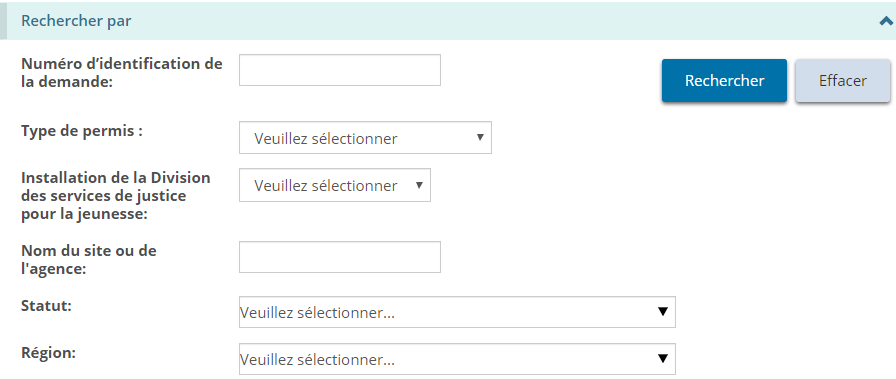 Rechercher par
Numéro d’identification de
la demande:
Rechercher
Effacer
Type de permis :
Veuillez sélectionner
Installation de la Division
des services de justice
pour la jeunesse:
Veuillez sélectionner
Nom du site ou de
l'agence:
Statut:
Veuillez sélectionner...
Région:
Veuillez sélectionner...